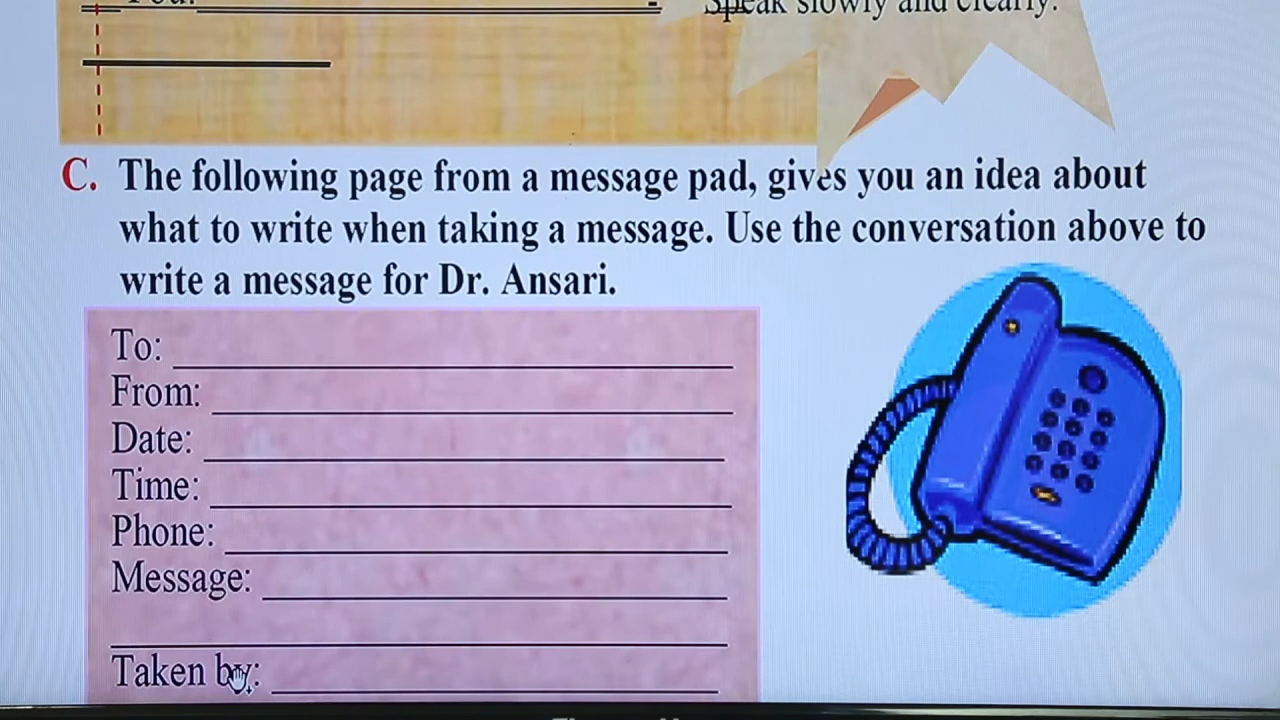 You:
Speak slowly and clearly.
C. The following page from a message pad, gives you an idea about
what to write when taking a message. Use the conversation above to
write a message for Dr. Ansari.
To:
From:
Date:
Time:
Phone:
Message:
Taken by: